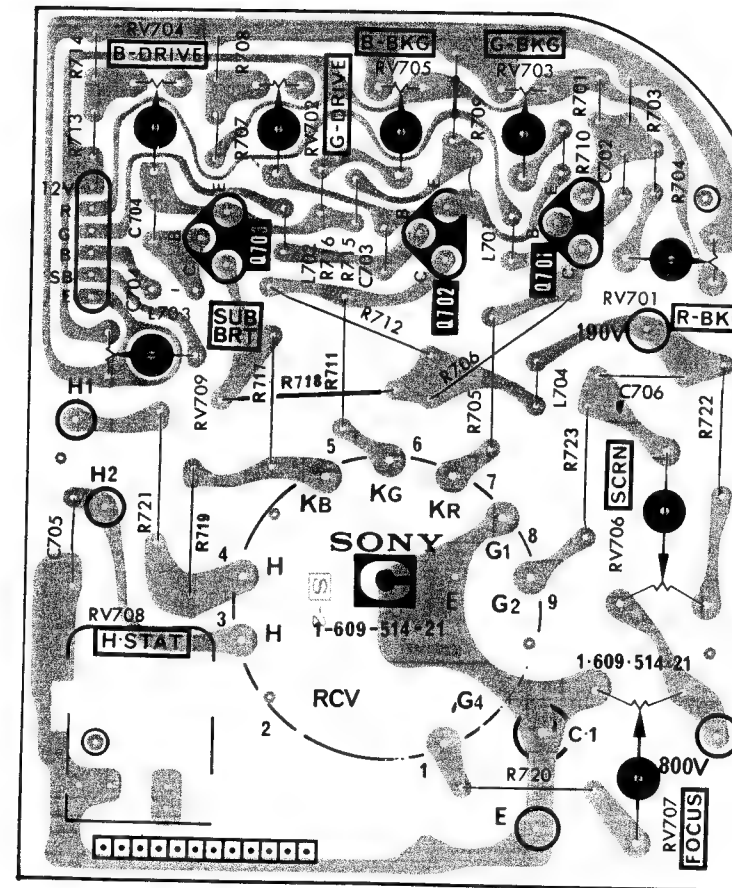 RV704
B-DRIVE
R714
R708
B-BKG
RV705
G-BKG
RV703
R713
R707
RV702
G-DRIVE
R709
R701
R710
C702
R703
R704
12V
R
G
B
SB
E
C704
E
B
C
Q703
L702
R716
R715
C703
E
B
C
Q702
E
B
C
Q701
L703
SUB
BRT
R712
RV701
190V
R-BK
R706
H1
RV709
R717
R718
R711
R705
L704
C706
R723
R722
H2
5
6
7
KB
KG
KR
SCRN
RV706
C705
R721
R719
SONY
C
G1
8
4
H
E
G2
9
RV708
H·STAT
3
H
1-609-514-21
1-609-514-21
RCV
G4
2
C-1
1
R720
800V
E
RV707
FOCUS